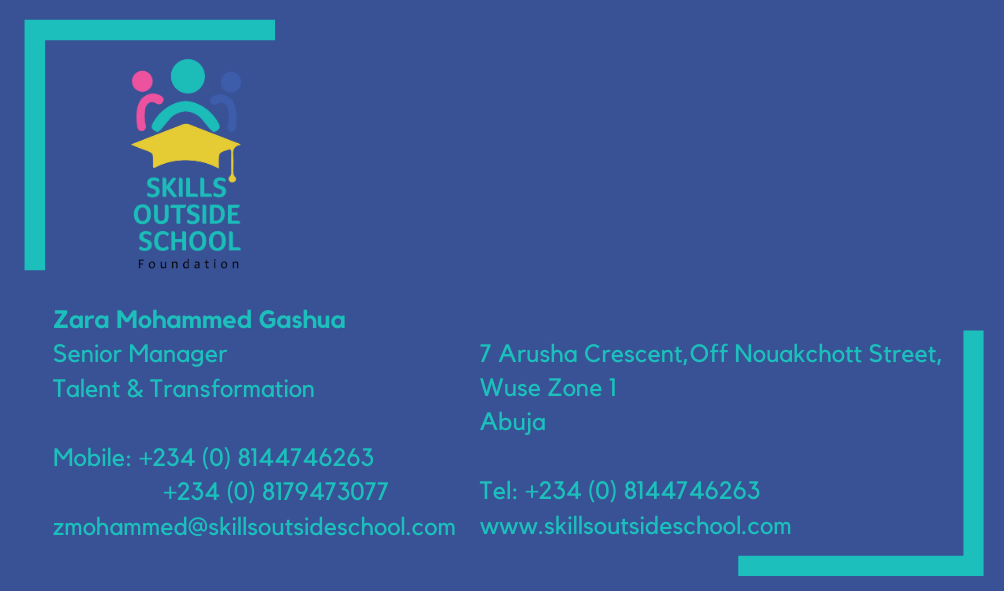 SKILLS
OUTSIDE
SCHOOL
Foundation
Zara Mohammed Gashua
Senior Manager
Talent & Transformation
Mobile: +234 (0) 8144746263
+234 (0) 8179473077
zmohammed@skillsoutsideschool.com
7 Arusha Crescent,Off Nouakchott Street,
Wuse Zone 1
Abuja
Tel: +234 (0) 8144746263
www.skillsoutsideschool.com